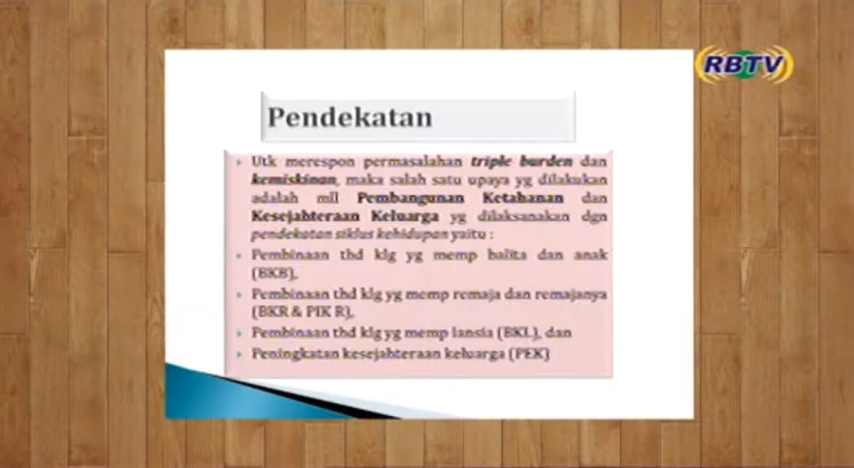 RBTV
Pendekatan
Utk merespon permasalahan triple burden dan
kemiskinan, maka salah satu upaya yg dilakukan
adalah mll Pembangunan Ketahanan dan
Kesejahteraan Keluarga yg dilaksanakan dgn
pendekatan siklus kehidupan yaitu :
Pembinaan thd klg yg memp balita dan anak
(BKB),
Pembinaan thd klg yg memp remaja dan remajanya
(BKR & PIK R),
Pembinaan thd klg yg memp lansia (BKL), dan
Peningkatan kesejahteraan keluarga (PEK)